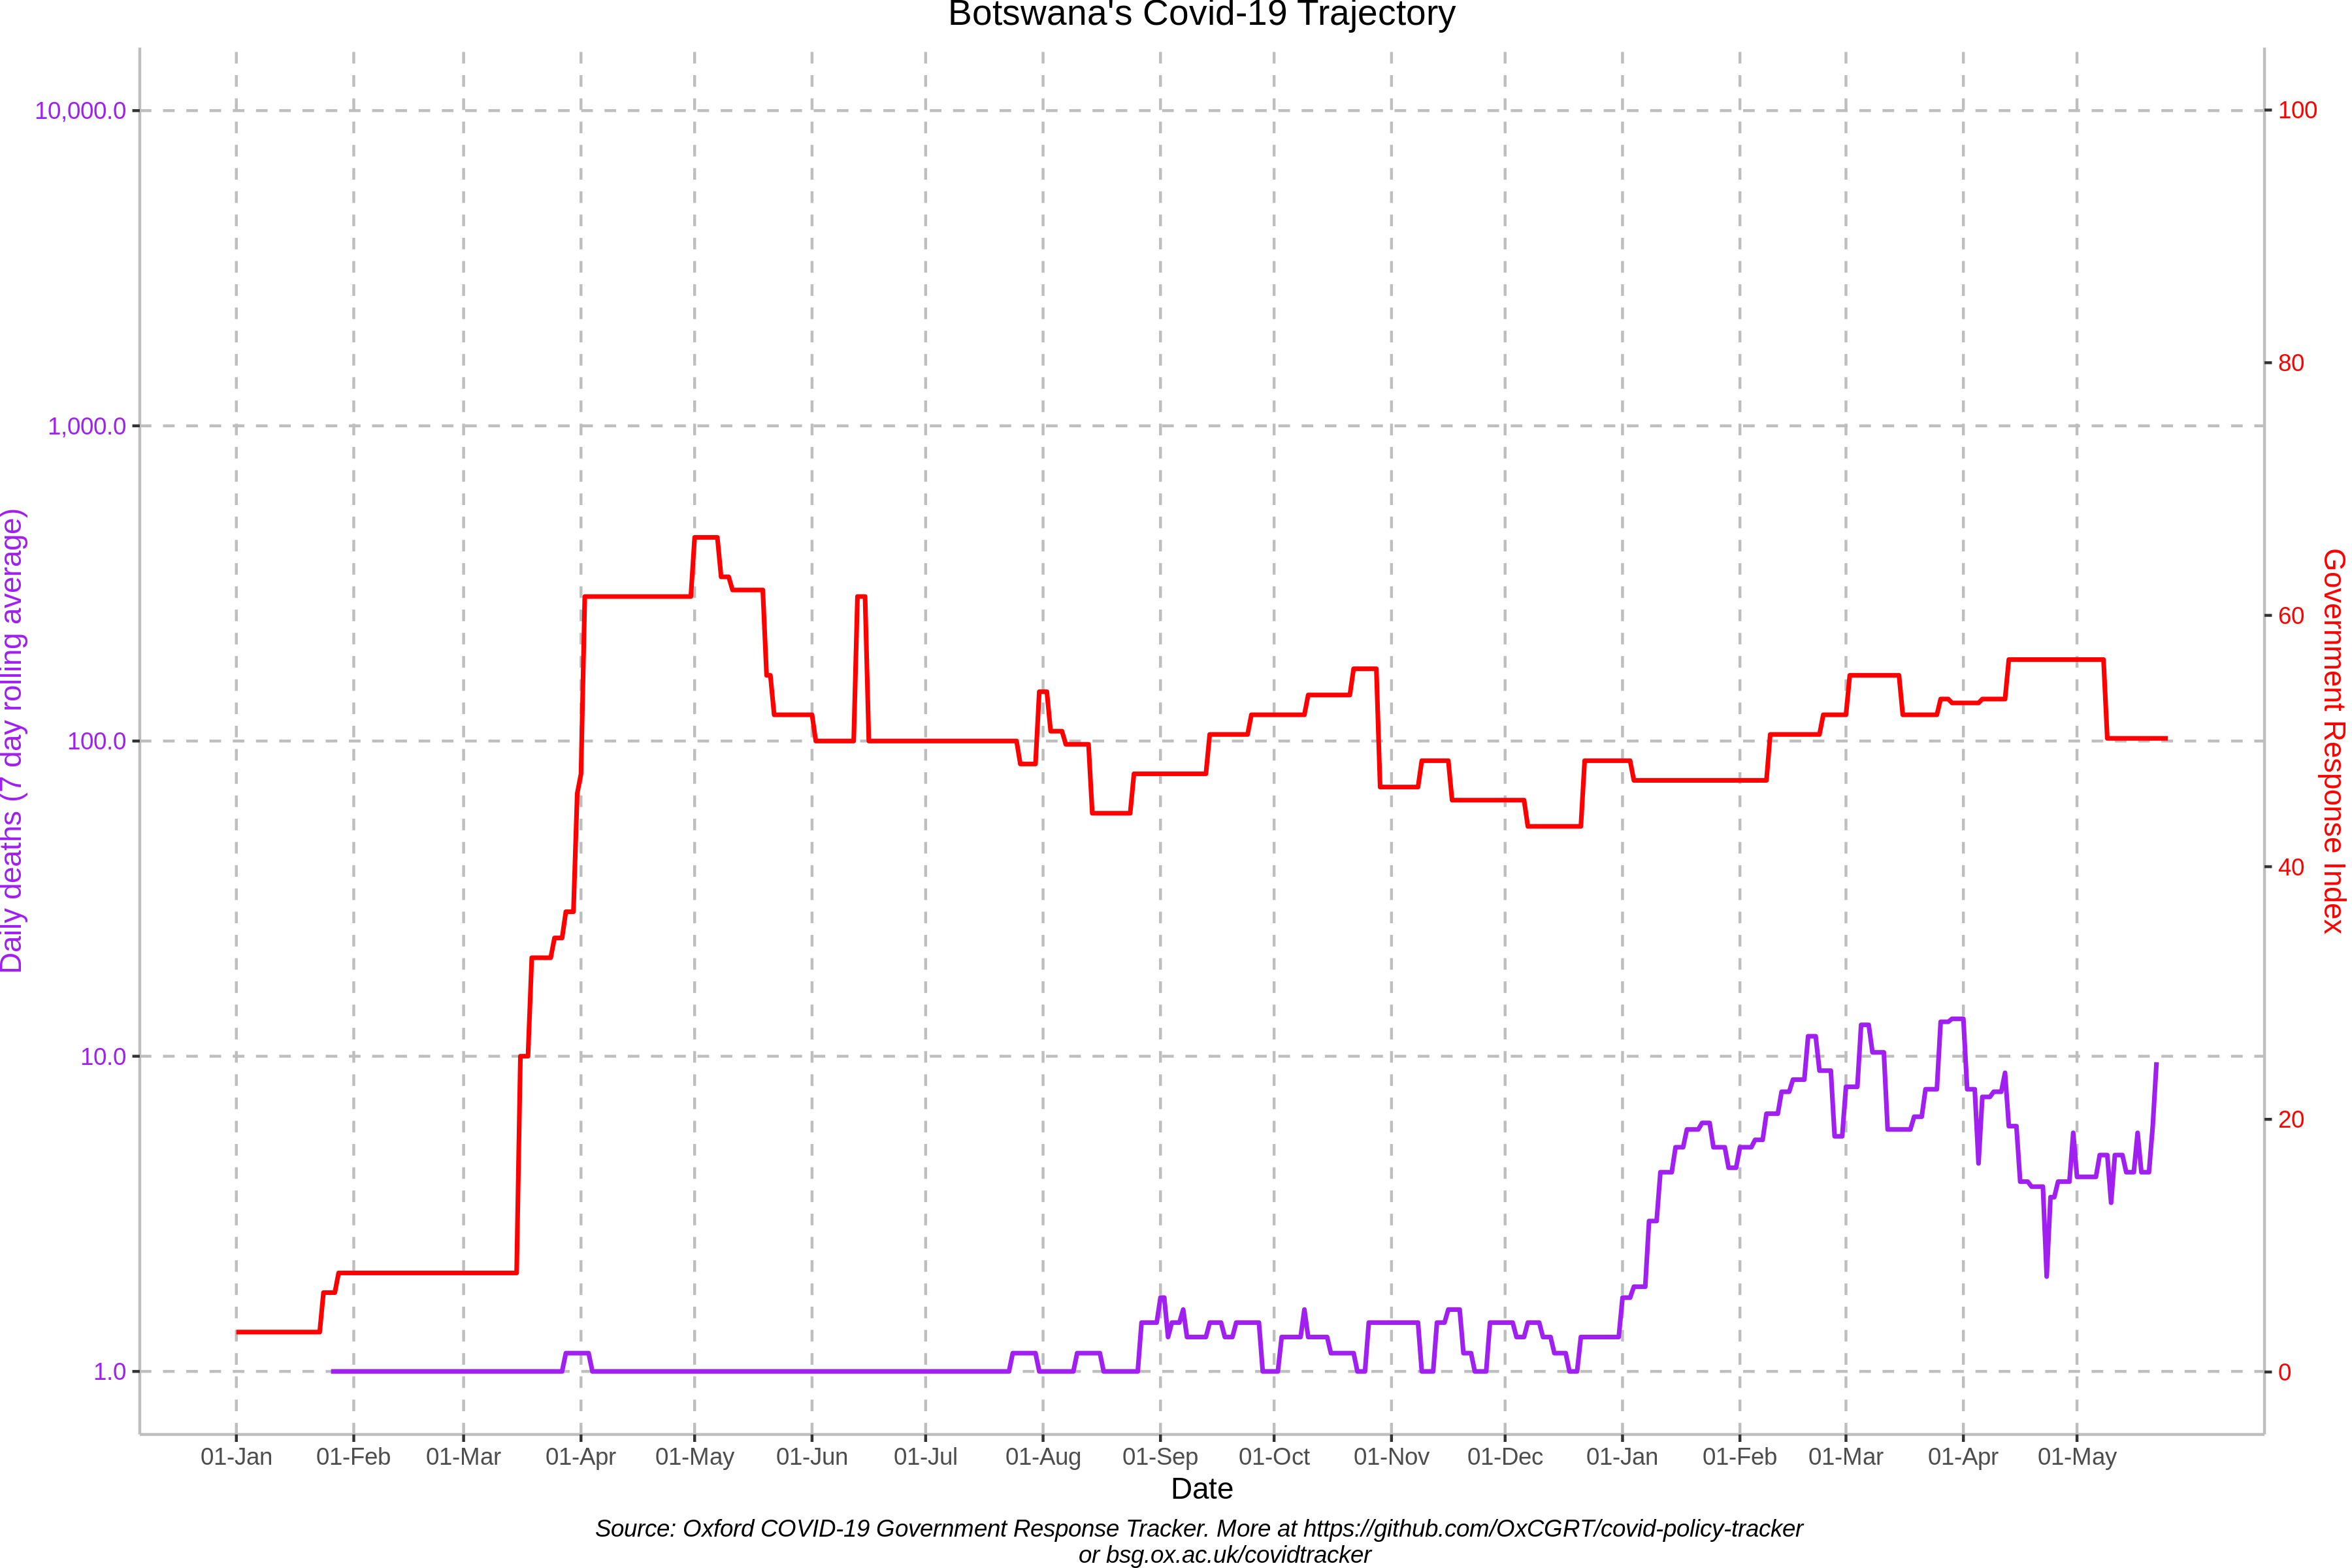 Botswana's Covid-19 Trajectory
10,000.0
1,000.0
100.0
10.0
1.0
Daily deaths (7 day rolling average)
100
80
60
40
20
0
Government Response Index
01-Jan 01-Feb 01-Mar 01-Apr 01-May 01-Jun 01-Jul 01-Aug 01-Sep 01-Oct 01-Nov 01-Dec 01-Jan 01-Feb 01-Mar 01-Apr 01-May
Date
Source: Oxford COVID-19 Government Response Tracker. More at https://github.com/OxCGRT/covid-policy-tracker
or bsg.ox.ac.uk/covidtracker